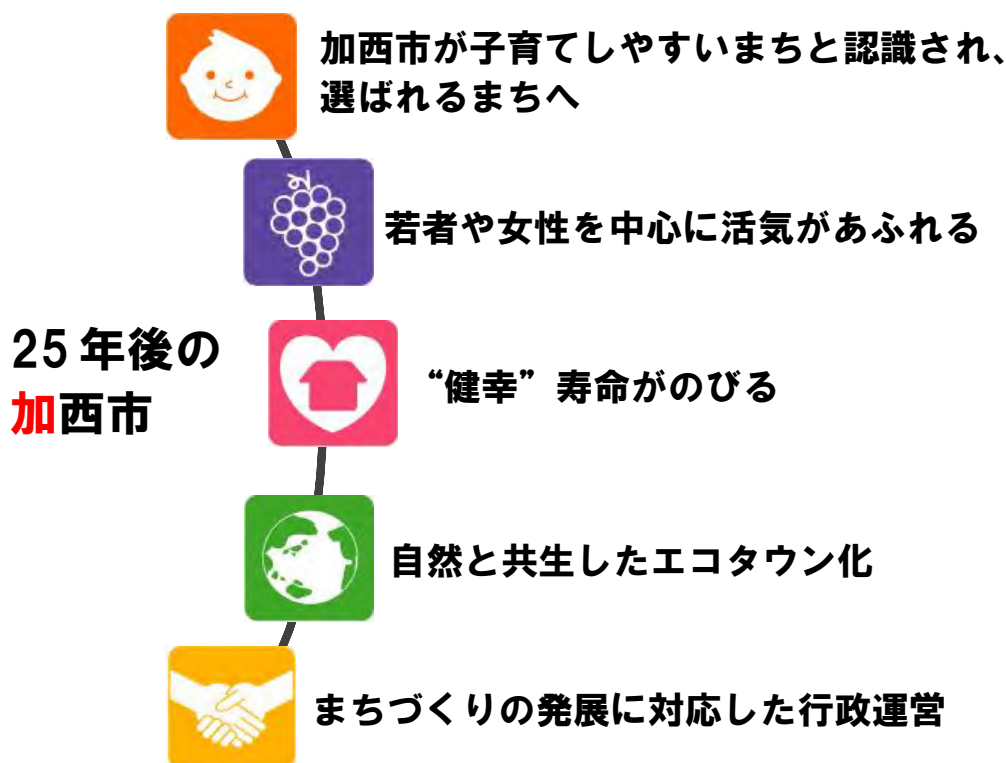 加西市が子育てしやすいまちと認識され、
選ばれるまちへ
若者や女性を中心に活気があふれる
25年後の
加西市
“健幸”寿命がのびる
自然と共生したエコタウン化
まちづくりの発展に対応した行政運営